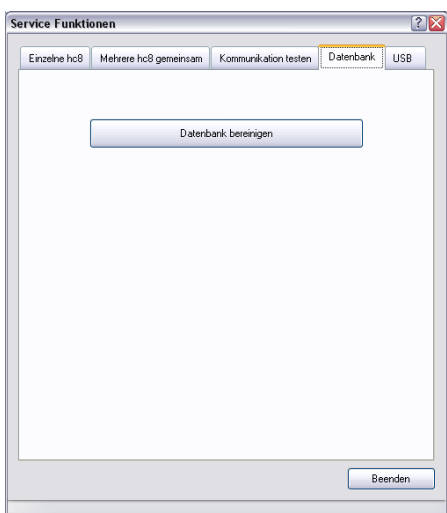 Service Funktionen
Einzelne hc8 Mehrere hc8 gemeinsam Kommunikation testen Datenbank USB
Datenbank bereinigen
Beenden